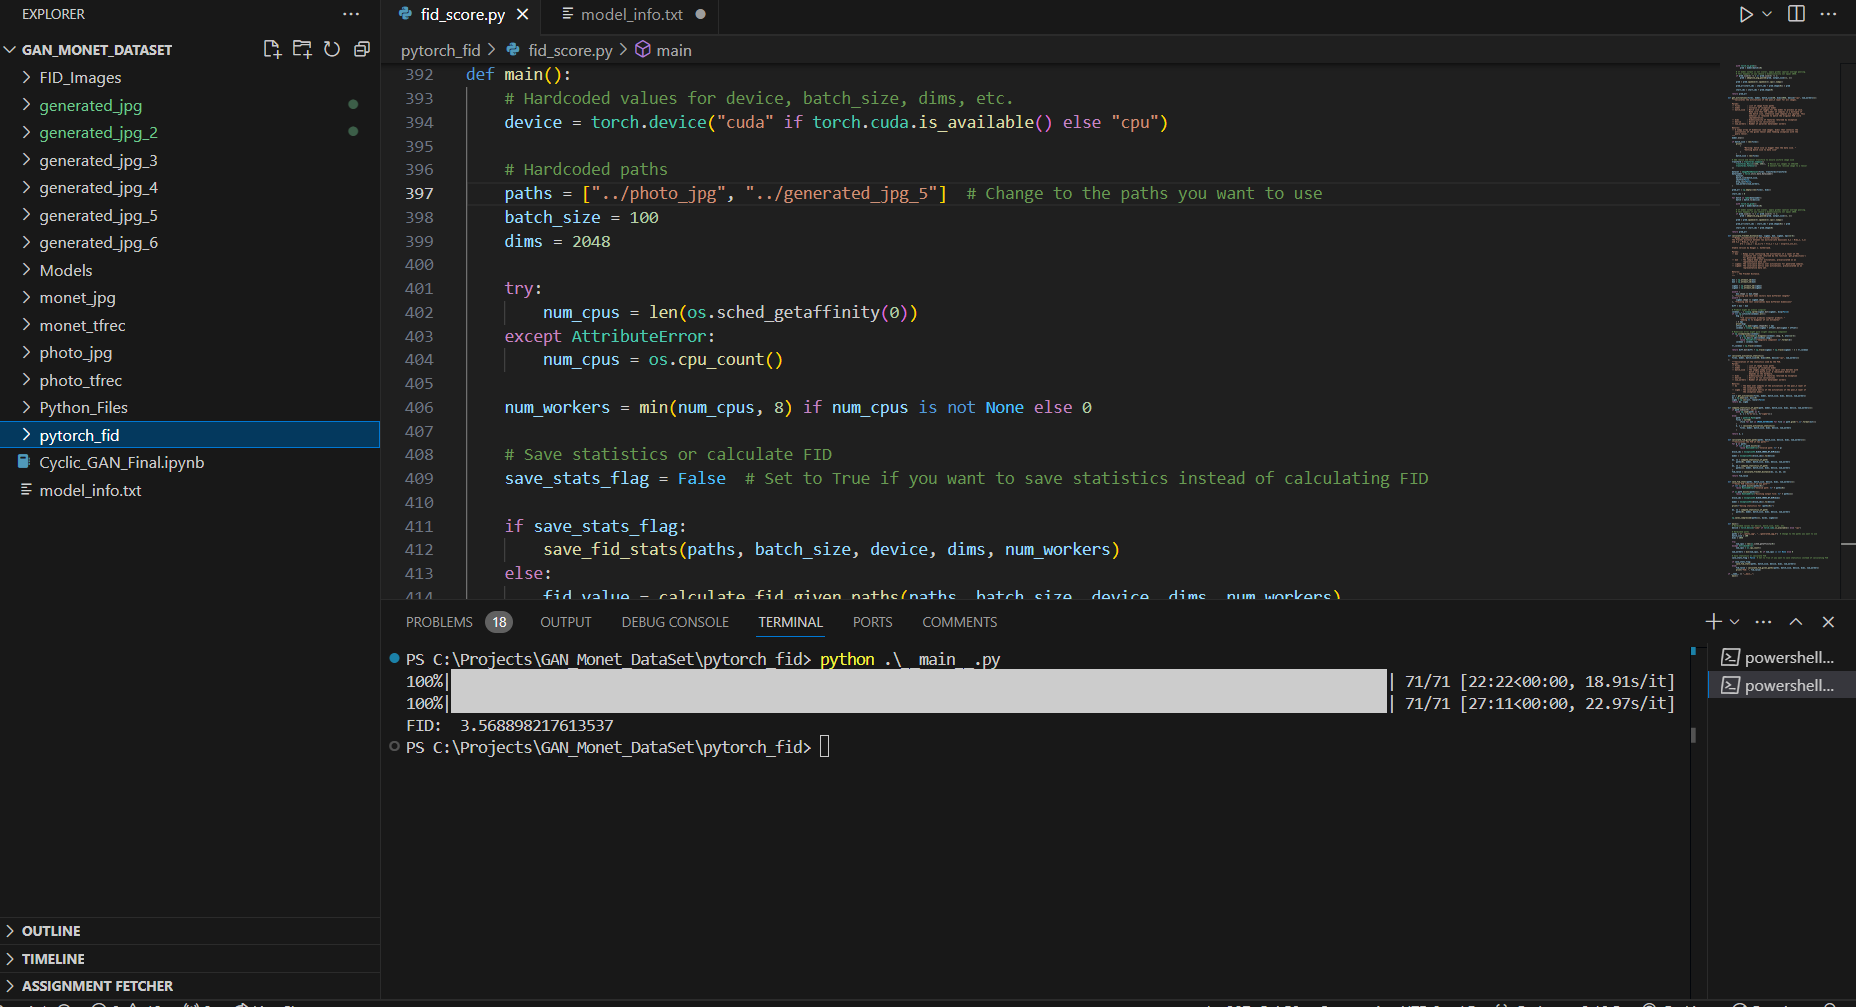 EXPLORER
GAN_MONET_DATASET
FID_Images
generated_jpg
generated_jpg_2
generated_jpg_3
generated_jpg_4
generated_jpg_5
generated_jpg_6
Models
monet_jpg
monet_tfrec
photo_jpg
photo_tfrec
Python_Files
pytorch_fid
Cyclic_GAN_Final.ipynb
model_info.txt
OUTLINE
TIMELINE
ASSIGNMENT FETCHER
fid_score.py
model_info.txt
pytorch_fid > fid_score.py > main
392 def main():
393 # Hardcoded values for device, batch_size, dims, etc.
394 device = torch.device("cuda" if torch.cuda.is_available() else "cpu")
395
396 # Hardcoded paths
397 paths = ["../photo_jpg", "../generated_jpg_5"]  # Change to the paths you want to use
398 batch_size = 100
399 dims = 2048
400
401 try:
402 num_cpus = len(os.sched_getaffinity(0))
403 except AttributeError:
404 num_cpus = os.cpu_count()
405
406 num_workers = min(num_cpus, 8) if num_cpus is not None else 0
407
408 # Save statistics or calculate FID
409 save_stats_flag = False  # Set to True if you want to save statistics instead of calculating FID
410
411 if save_stats_flag:
412 save_fid_stats(paths, batch_size, device, dims, num_workers)
413 else:
414 fid_value = calculate_fid_given_paths(paths, batch_size, device, dims, num_workers)
PROBLEMS 18 OUTPUT DEBUG CONSOLE TERMINAL PORTS COMMENTS
PS C:\Projects\GAN_Monet_DataSet\pytorch_fid> python .\__main__.py
100%| | 71/71 [22:22<00:00, 18.91s/it]
100%| | 71/71 [27:11<00:00, 22.97s/it]
FID:  3.568898217613537
PS C:\Projects\GAN_Monet_DataSet\pytorch_fid>
powershell...
powershell...